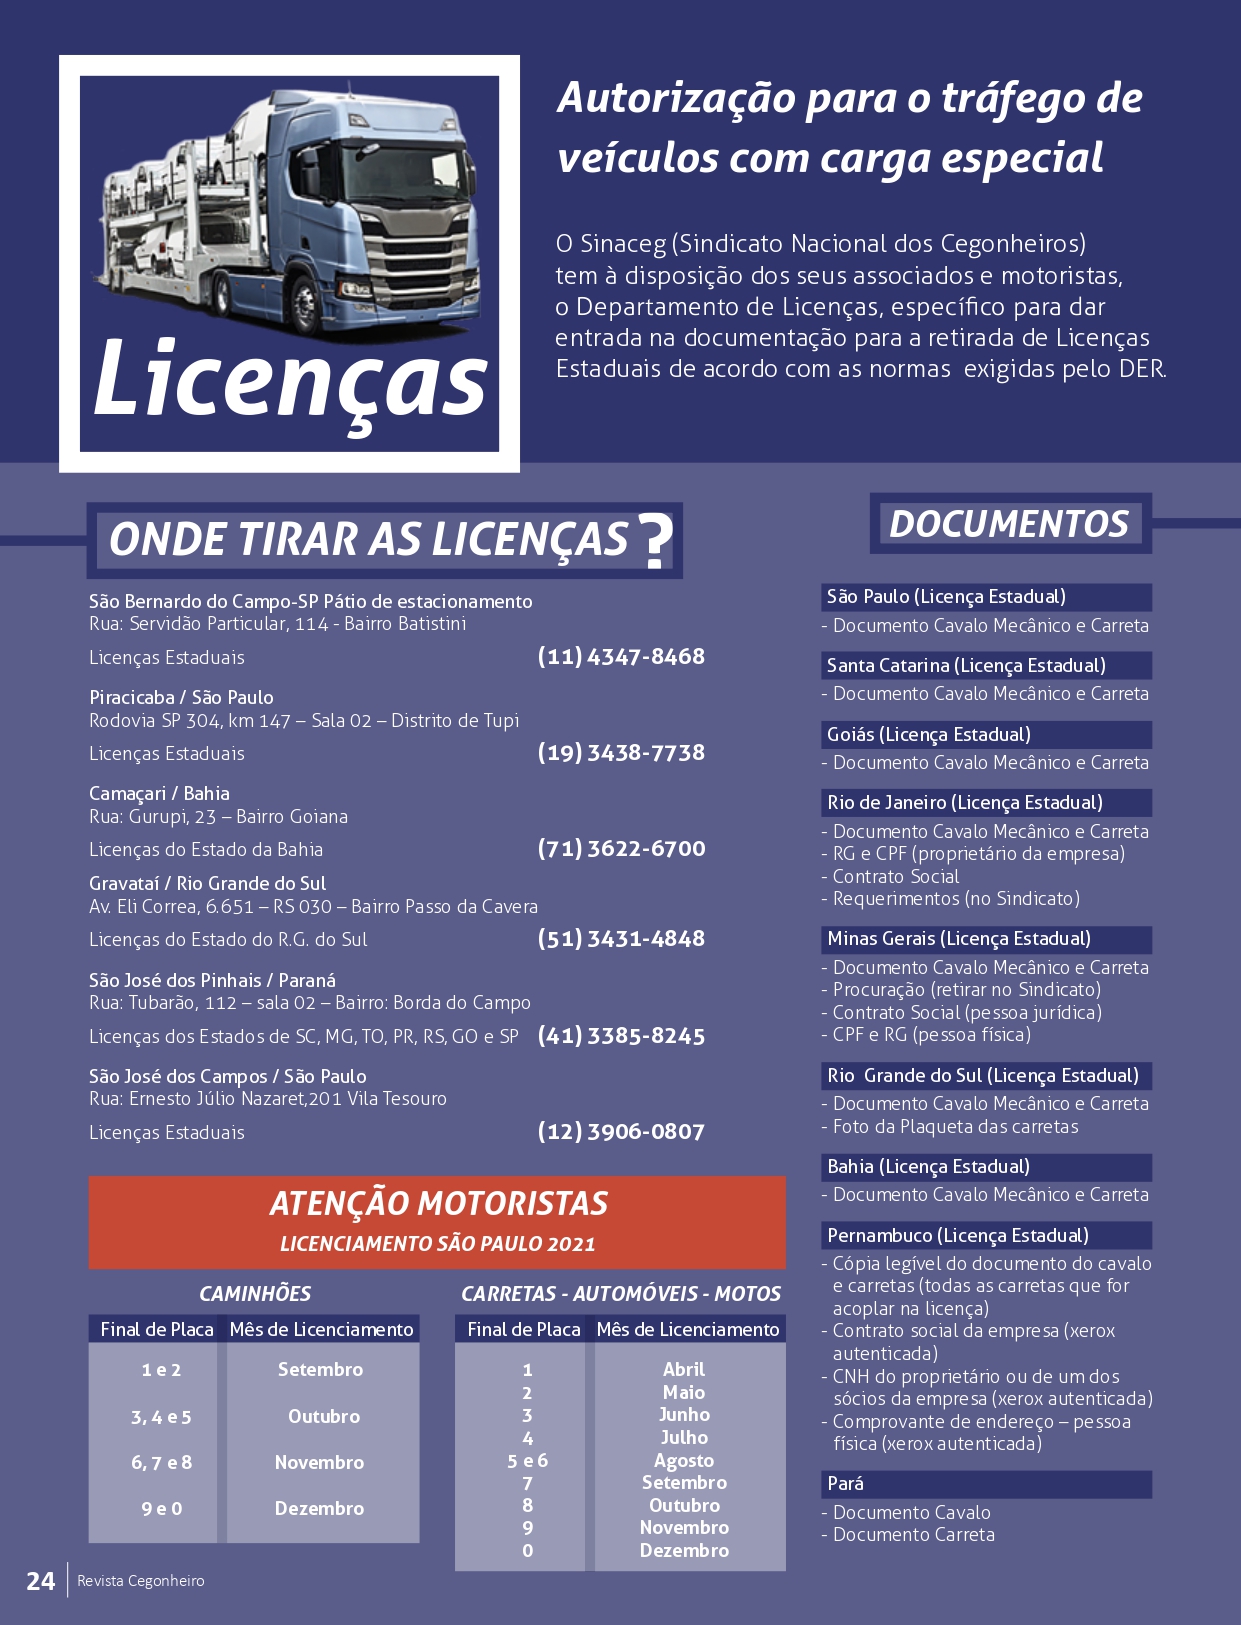 Licenças
Autorização para o tráfego de
veículos com carga especial
O Sinaceg (Sindicato Nacional dos Cegonheiros)
tem à disposição dos seus associados e motoristas,
o Departamento de Licenças, específico para dar
entrada na documentação para a retirada de Licenças
Estaduais de acordo com as normas exigidas pelo DER.
ONDE TIRAR AS LICENÇAS?
São Bernardo do Campo-SP Pátio de estacionamento
Rua: Servidão Particular, 114 - Bairro Batistini
Licenças Estaduais (11) 4347-8468
Piracicaba / São Paulo
Rodovia SP 304, km 147 – Sala 02 – Distrito de Tupi
Licenças Estaduais (19) 3438-7738
Camaçari / Bahia
Rua: Gurupi, 23 – Bairro Goiana
Licenças do Estado da Bahia (71) 3622-6700
Gravataí / Rio Grande do Sul
Av. Eli Correa, 6.651 – RS 030 – Bairro Passo da Cavera
Licenças do Estado do R.G. do Sul (51) 3431-4848
São José dos Pinhais / Paraná
Rua: Tubarão, 112 – sala 02 – Bairro: Borda do Campo
Licenças dos Estados de SC, MG, TO, PR, RS, GO e SP (41) 3385-8245
São José dos Campos / São Paulo
Rua: Ernesto Júlio Nazaret,201 Vila Tesouro
Licenças Estaduais (12) 3906-0807
ATENÇÃO MOTORISTAS
LICENCIAMENTO SÃO PAULO 2021
CAMINHÕES
Final de Placa Mês de Licenciamento
1 e 2 Setembro
3, 4 e 5 Outubro
6, 7 e 8 Novembro
9 e 0 Dezembro
CARRETAS - AUTOMÓVEIS - MOTOS
Final de Placa Mês de Licenciamento
1 Abril
2 Maio
3 Junho
4 Julho
5 e 6 Agosto
7 Setembro
8 Outubro
9 Novembro
0 Dezembro
DOCUMENTOS
São Paulo (Licença Estadual)
- Documento Cavalo Mecânico e Carreta
Santa Catarina (Licença Estadual)
- Documento Cavalo Mecânico e Carreta
Goiás (Licença Estadual)
- Documento Cavalo Mecânico e Carreta
Rio de Janeiro (Licença Estadual)
- Documento Cavalo Mecânico e Carreta
- RG e CPF (proprietário da empresa)
- Contrato Social
- Requerimentos (no Sindicato)
Minas Gerais (Licença Estadual)
- Documento Cavalo Mecânico e Carreta
- Procuração (retirar no Sindicato)
- Contrato Social (pessoa jurídica)
- CPF e RG (pessoa física)
Rio Grande do Sul (Licença Estadual)
- Documento Cavalo Mecânico e Carreta
- Foto da Plaqueta das carretas
Bahia (Licença Estadual)
- Documento Cavalo Mecânico e Carreta
Pernambuco (Licença Estadual)
- Cópia legível do documento do cavalo
e carretas (todas as carretas que for
acoplar na licença)
- Contrato social da empresa (xerox
autenticada)
- CNH do proprietário ou de um dos
sócios da empresa (xerox autenticada)
- Comprovante de endereço – pessoa
física (xerox autenticada)
Pará
- Documento Cavalo
- Documento Carreta
24 Revista Cegonheiro